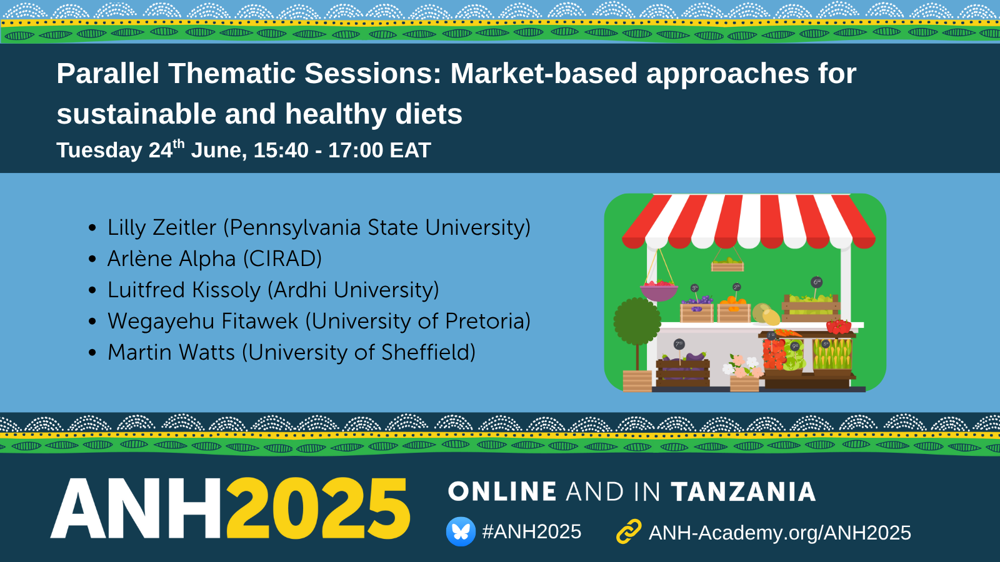 Parallel Thematic Sessions: Market-based approaches for
sustainable and healthy diets
Tuesday 24th June, 15:40 - 17:00 EAT
• Lilly Zeitler (Pennsylvania State University)
• Arlène Alpha (CIRAD)
• Luitfred Kissoly (Ardhi University)
• Wegayehu Fitawek (University of Pretoria)
• Martin Watts (University of Sheffield)
ANH2025
ONLINE AND IN TANZANIA
#ANH2025
ANH-Academy.org/ANH2025